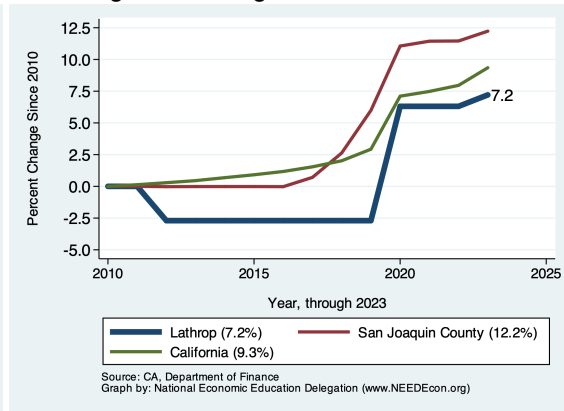 Percent Change Since 2010
12.5
10.0
7.5
5.0
2.5
0.0
-2.5
-5.0
7.2
2010 2015 2020 2025
Year, through 2023
Lathrop (7.2%) San Joaquin County (12.2%)
California (9.3%)
Source: CA, Department of Finance
Graph by: National Economic Education Delegation (www.NEEDEcon.org)